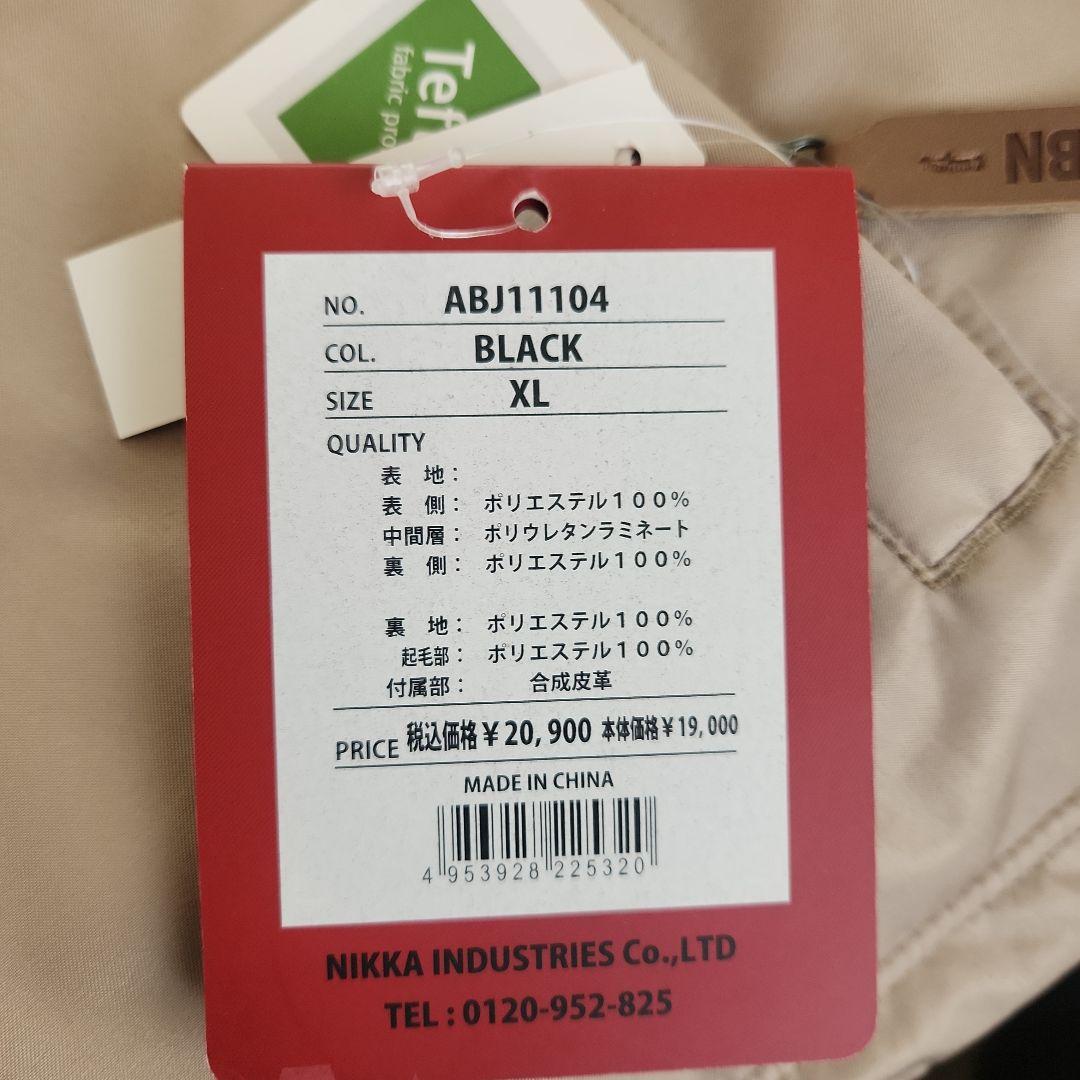 Tef
fabric pro
BN
NO. ABJ11104
COL. BLACK
SIZE XL
QUALITY
表 地：
表 側： ポリエステル１００％
中間層： ポリウレタンラミネート
裏 側： ポリエステル１００％
裏 地： ポリエステル１００％
起毛部： ポリエステル１００％
付属部： 合成皮革
PRICE 税込価格￥20,900 本体価格￥19,000
MADE IN CHINA
4 953928 225320
NIKKA INDUSTRIES Co.,LTD
TEL : 0120-952-825